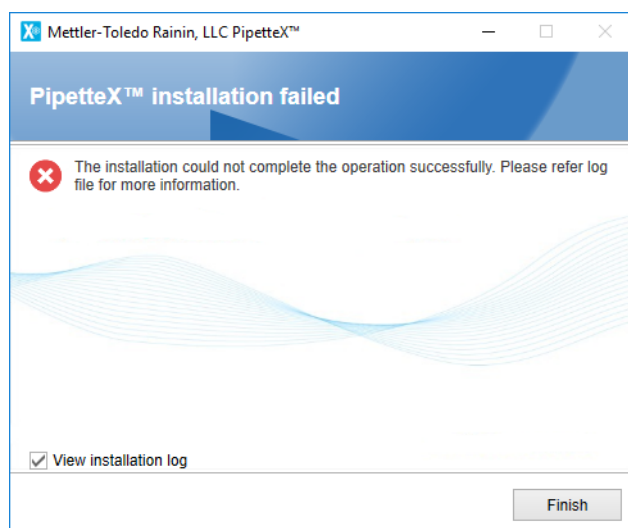 Mettler-Toledo Rainin, LLC PipetteX™
PipetteX™ installation failed
The installation could not complete the operation successfully. Please refer log
file for more information.
View installation log
Finish